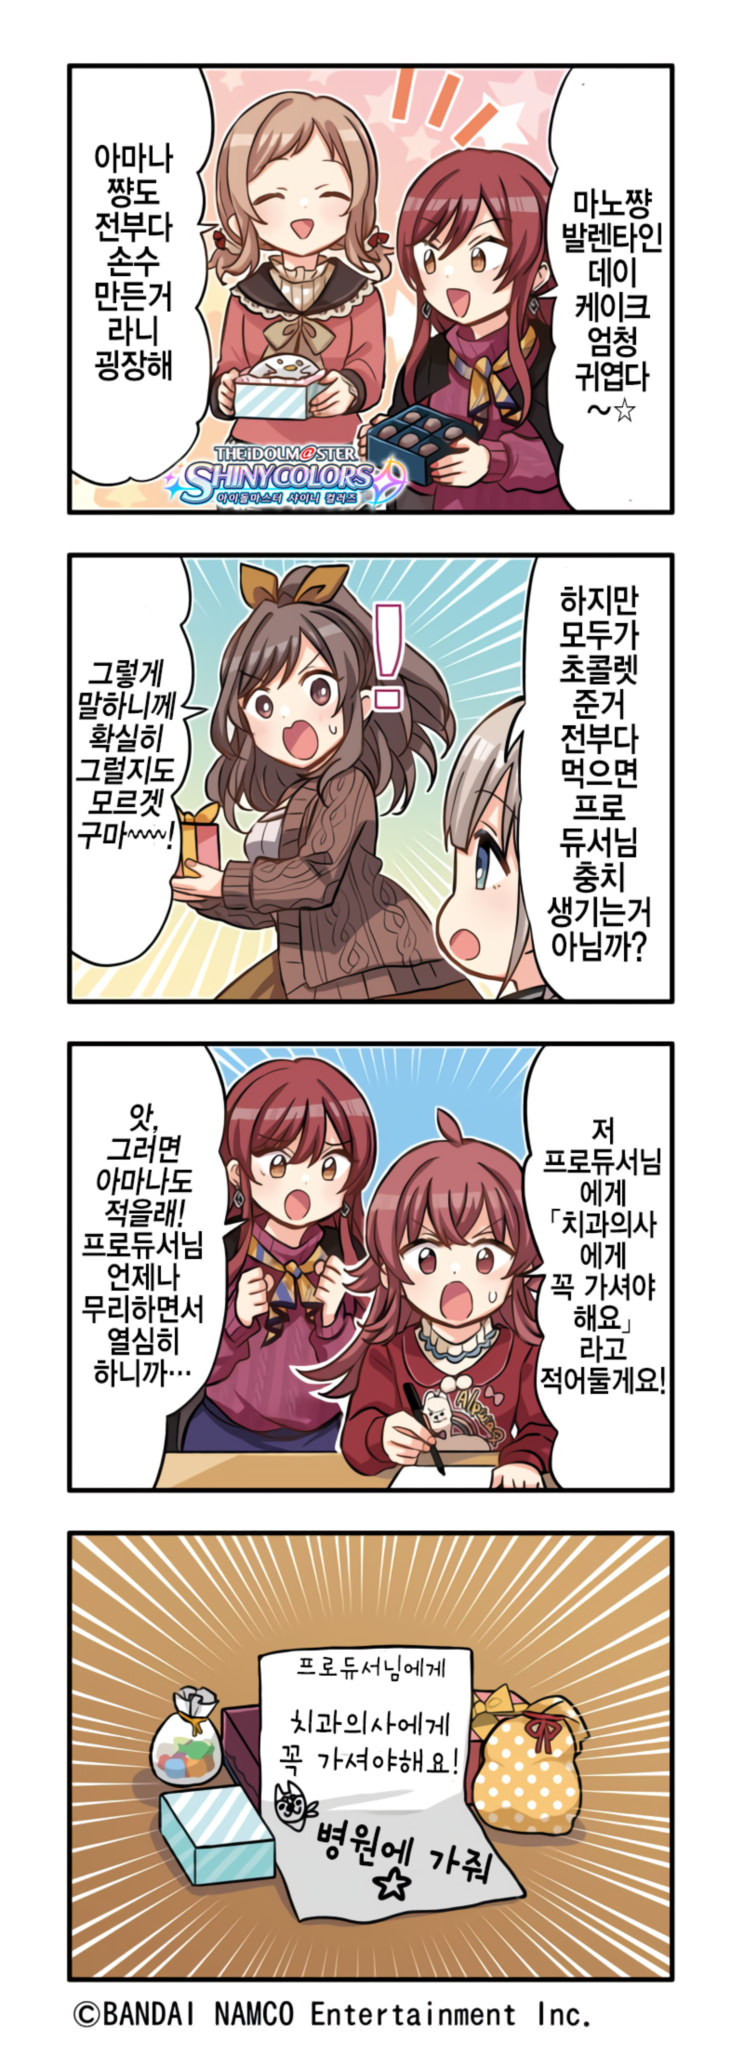 마노쨩
발렌타인
데이
케이크
엄청
귀엽다
~☆
아마나
쨩도
전부다
손수
만든거
라니
굉장해
THE iDOLM@STER
SHINYCOLORS
아이돌마스터 샤이니 컬러즈
하지만
모두가
초콜렛
준거
전부다
먹으면
프로
듀서님
충치
생기는거
아님까?
!
그렇게
말하니께
확실히
그럴지도
모르겟
구마~~~!
저
프로듀서님
에게
「치과의사
에게
꼭 가셔야
해요」
라고
적어둘게요!
앗,
그러면
아마나도
적을래!
프로듀서님
언제나
무리하면서
열심히
하니까…
프로듀서님에게
치과의사에게
꼭 가셔야해요!
병원에 가줘
☆
©BANDAI NAMCO Entertainment Inc.